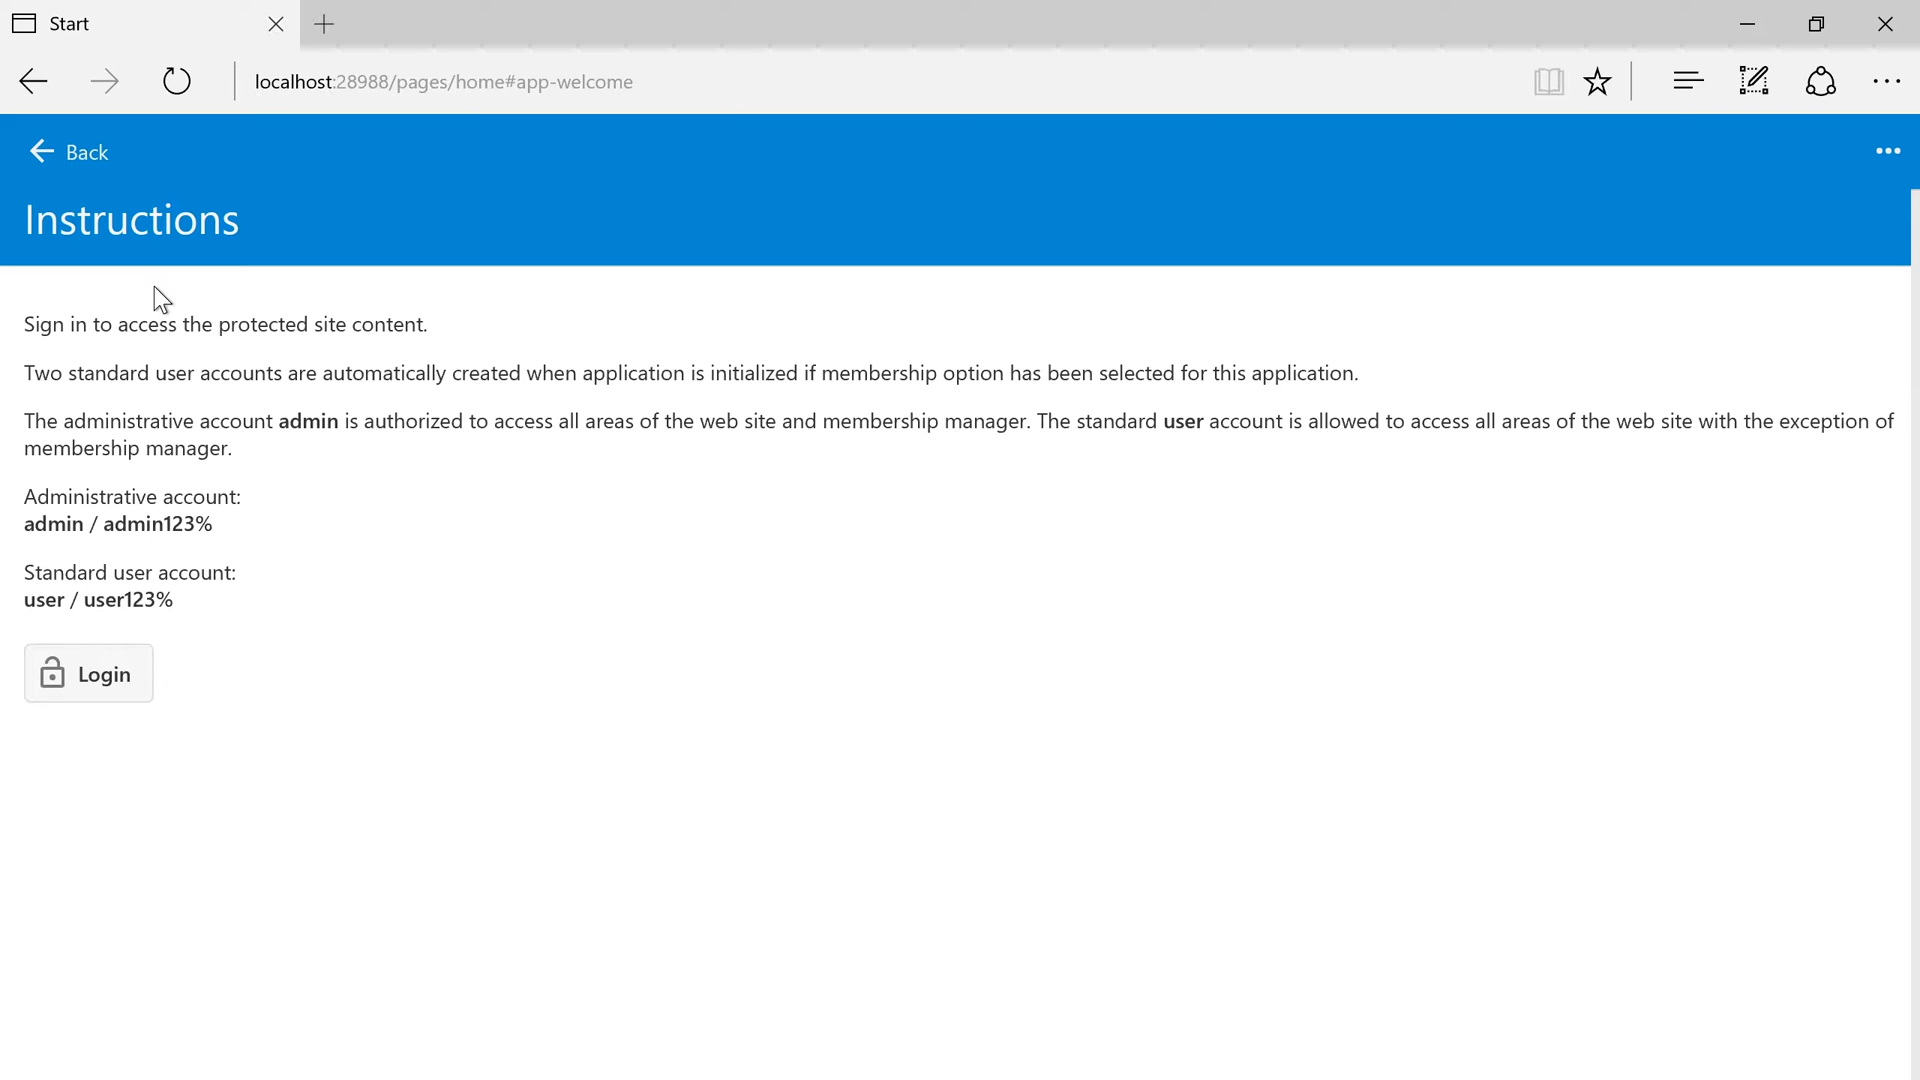 Start
localhost:28988/pages/home#app-welcome
Back
Instructions
Sign in to access the protected site content.
Two standard user accounts are automatically created when application is initialized if membership option has been selected for this application.
The administrative account admin is authorized to access all areas of the web site and membership manager. The standard user account is allowed to access all areas of the web site with the exception of
membership manager.
Administrative account:
admin / admin123%
Standard user account:
user / user123%
Login